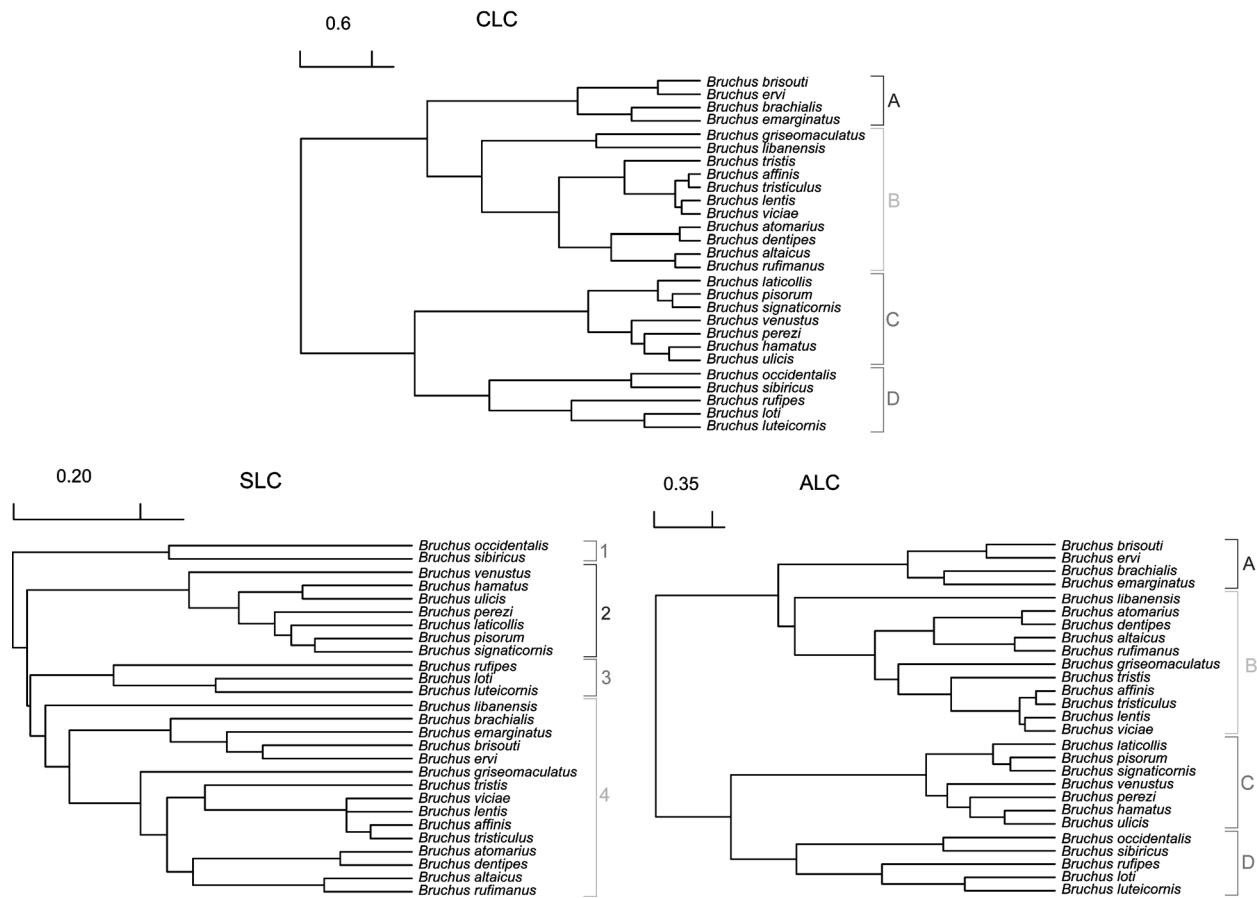 0.6
CLC
Bruchus brisouti
Bruchus ervi
Bruchus brachialis
Bruchus emarginatus
A
Bruchus griseomaculatus
Bruchus libanensis
Bruchus tristis
Bruchus affinis
Bruchus tristiculus
Bruchus lentis
Bruchus viciae
Bruchus atomarius
Bruchus dentipes
Bruchus altaicus
Bruchus rufimanus
B
Bruchus laticollis
Bruchus pisorum
Bruchus signaticornis
Bruchus venustus
Bruchus perezi
Bruchus hamatus
Bruchus ulicis
C
Bruchus occidentalis
Bruchus sibiricus
Bruchus rufipes
Bruchus loti
Bruchus luteicornis
D
0.20
SLC
Bruchus occidentalis
Bruchus sibiricus
1
Bruchus venustus
Bruchus hamatus
Bruchus ulicis
Bruchus perezi
Bruchus laticollis
Bruchus pisorum
Bruchus signaticornis
2
Bruchus rufipes
Bruchus loti
Bruchus luteicornis
3
Bruchus libanensis
Bruchus brachialis
Bruchus emarginatus
Bruchus brisouti
Bruchus ervi
Bruchus griseomaculatus
Bruchus tristis
Bruchus viciae
Bruchus lentis
Bruchus affinis
Bruchus tristiculus
Bruchus atomarius
Bruchus dentipes
Bruchus altaicus
Bruchus rufimanus
4
0.35
ALC
Bruchus brisouti
Bruchus ervi
Bruchus brachialis
Bruchus emarginatus
A
Bruchus libanensis
Bruchus atomarius
Bruchus dentipes
Bruchus altaicus
Bruchus rufimanus
Bruchus griseomaculatus
Bruchus tristis
Bruchus affinis
Bruchus tristiculus
Bruchus lentis
Bruchus viciae
B
Bruchus laticollis
Bruchus pisorum
Bruchus signaticornis
Bruchus venustus
Bruchus perezi
Bruchus hamatus
Bruchus ulicis
C
Bruchus occidentalis
Bruchus sibiricus
Bruchus rufipes
Bruchus loti
Bruchus luteicornis
D